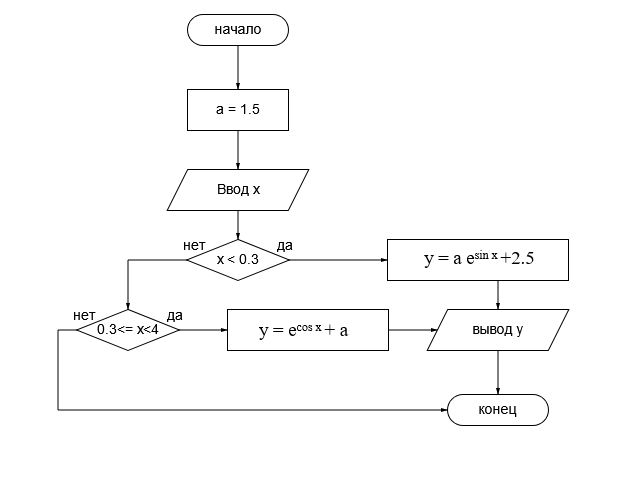 начало
a = 1.5
Ввод x
нет
да
x < 0.3
y = a e^sin x +2.5
нет
да
0.3<= x<4
y = e^cos x + a
вывод y
конец